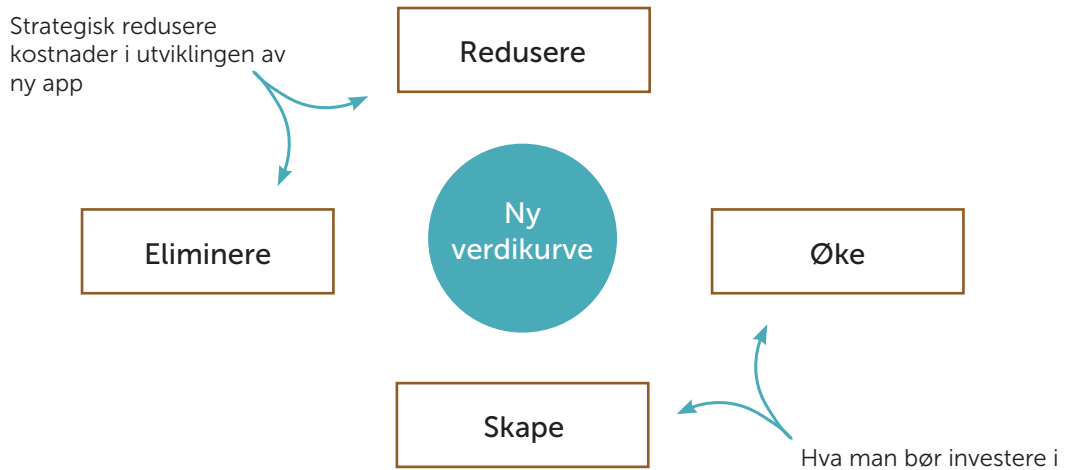 Strategisk redusere
kostnader i utviklingen av
ny app
Redusere
Ny
verdikurve
Eliminere
Øke
Skape
Hva man bør investere i